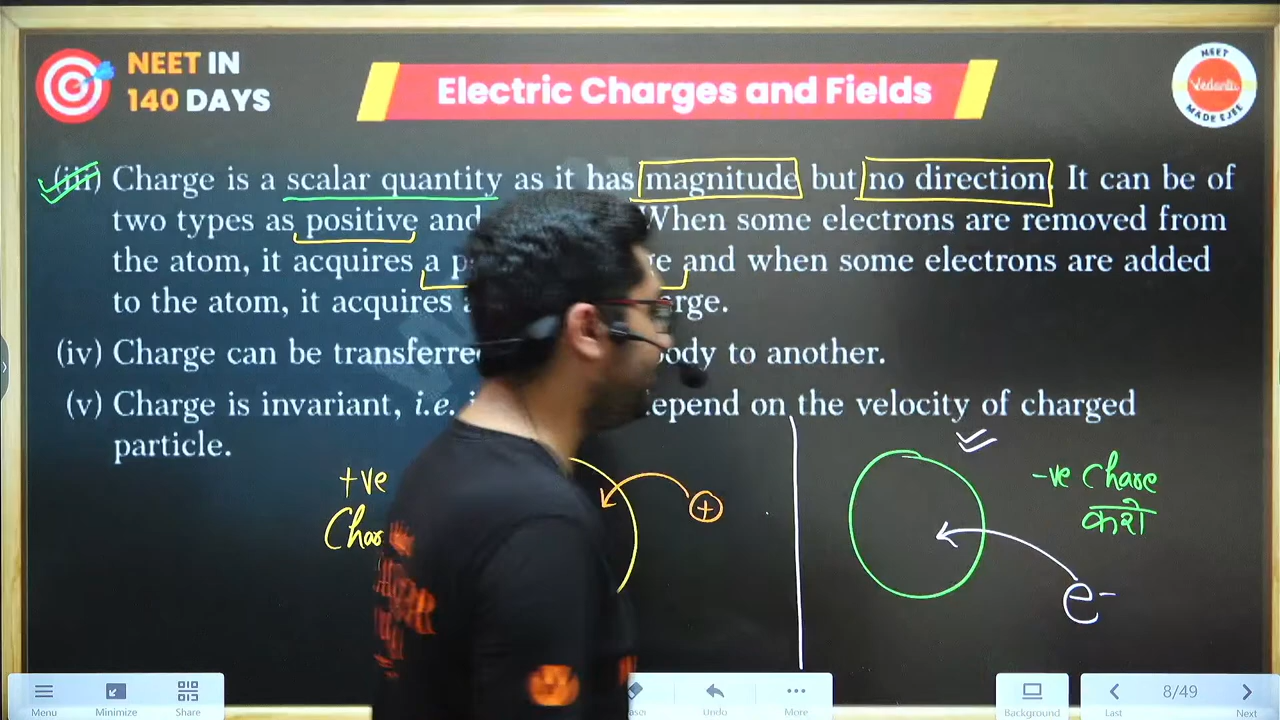 NEET IN
140 DAYS
Electric Charges and Fields
NEET
Vedantu
MADE EJEE
(iii) Charge is a scalar quantity as it has magnitude but no direction. It can be of
two types as positive and When some electrons are removed from
the atom, it acquires a and when some electrons are added
to the atom, it acquires
(iv) Charge can be body to another.
(v) Charge is invariant, i.e. on the velocity of charged
particle.
+ve
+
-ve Charge
करो
e-
Menu
Minimize
Share
Undo
More
Background
8/49
Last
Next